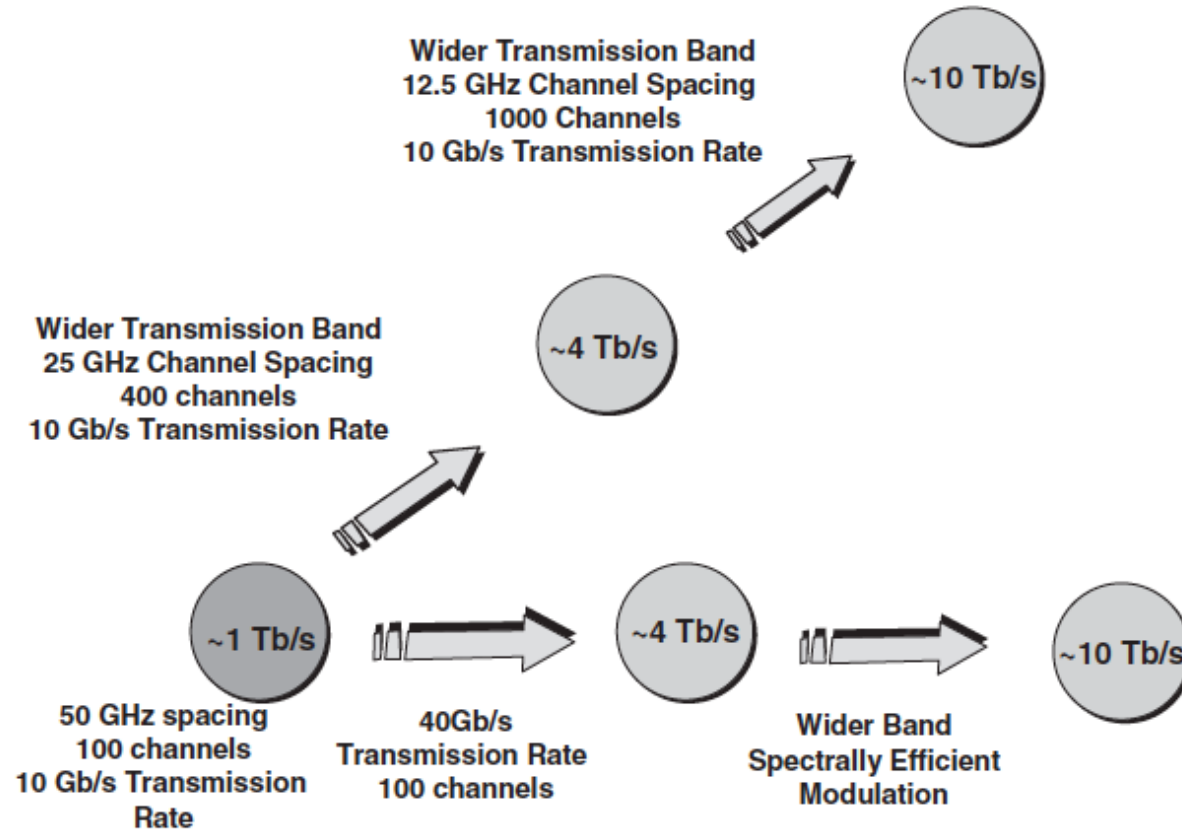 Wider Transmission Band
12.5 GHz Channel Spacing
1000 Channels
10 Gb/s Transmission Rate
~10 Tb/s
Wider Transmission Band
25 GHz Channel Spacing
400 channels
10 Gb/s Transmission Rate
~4 Tb/s
~1 Tb/s
50 GHz spacing
100 channels
10 Gb/s Transmission
Rate
40Gb/s
Transmission Rate
100 channels
~4 Tb/s
Wider Band
Spectrally Efficient
Modulation
~10 Tb/s